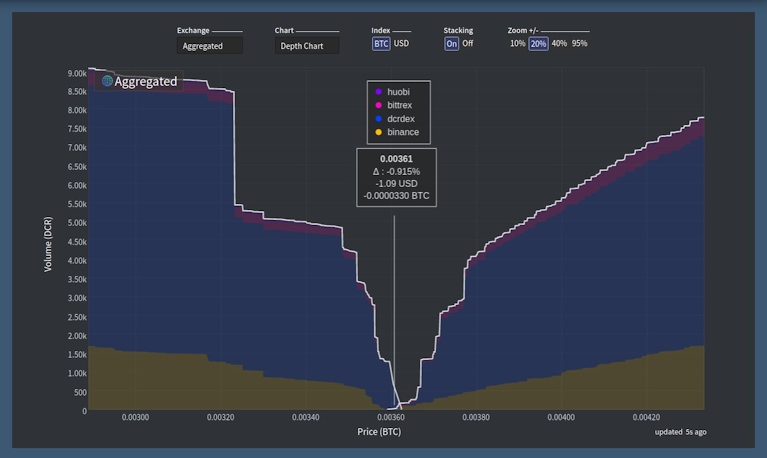 Exchange Chart Index Stacking Zoom +/-
Aggregated Depth Chart BTC USD On Off 10% 20% 40% 95%
Aggregated
huobi
bittrex
dcrdex
binance
0.00361
Δ : -0.915%
-1.09 USD
-0.0000330 BTC
Volume (DCR)
9.00k
8.50k
8.00k
7.50k
7.00k
6.50k
6.00k
5.50k
5.00k
4.50k
4.00k
3.50k
3.00k
2.50k
2.00k
1.50k
1.00k
500
0
0.00300 0.00320 0.00340 0.00360 0.00380 0.00400 0.00420
Price (BTC)
updated 5s ago